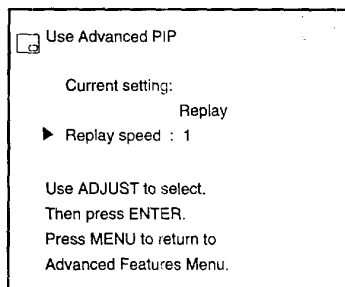 Use Advanced PIP
Current setting:
Replay
▶ Replay speed : 1
Use ADJUST to select.
Then press ENTER.
Press MENU to return to
Advanced Features Menu.